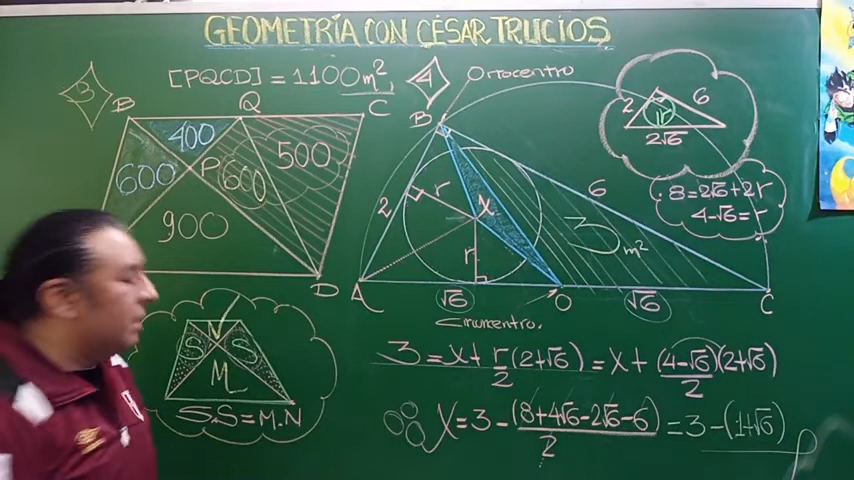 GEOMETRÍA CON CÉSAR TRUCÍOS
3
[PQCD] = 1100m²
B Q C
400
600
P
600
500
900
D
S S
M
S.S = M.N
4
Ortocentro
B
2 6
r
2√6
8 = 2√6 + 2r
4-√6 = r
2
r
X
6
3 m²
r
A √6 O √6 C
Circuncentro.
3 = X + r/2 (2+√6) = X + (4-√6)(2+√6)/2
X = 3 - (8+4√6-2√6-6)/2 = 3 - (1+√6)